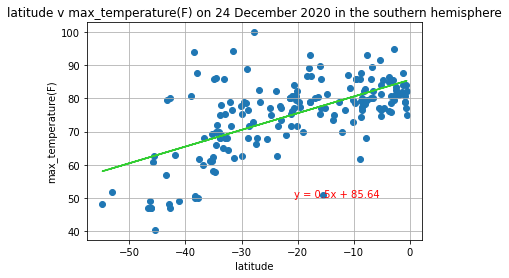 latitude v max_temperature(F) on 24 December 2020 in the southern hemisphere
max_temperature(F)
100
90
80
70
60
50
40
y = 0.5x + 85.64
−50 −40 −30 −20 −10 0
latitude